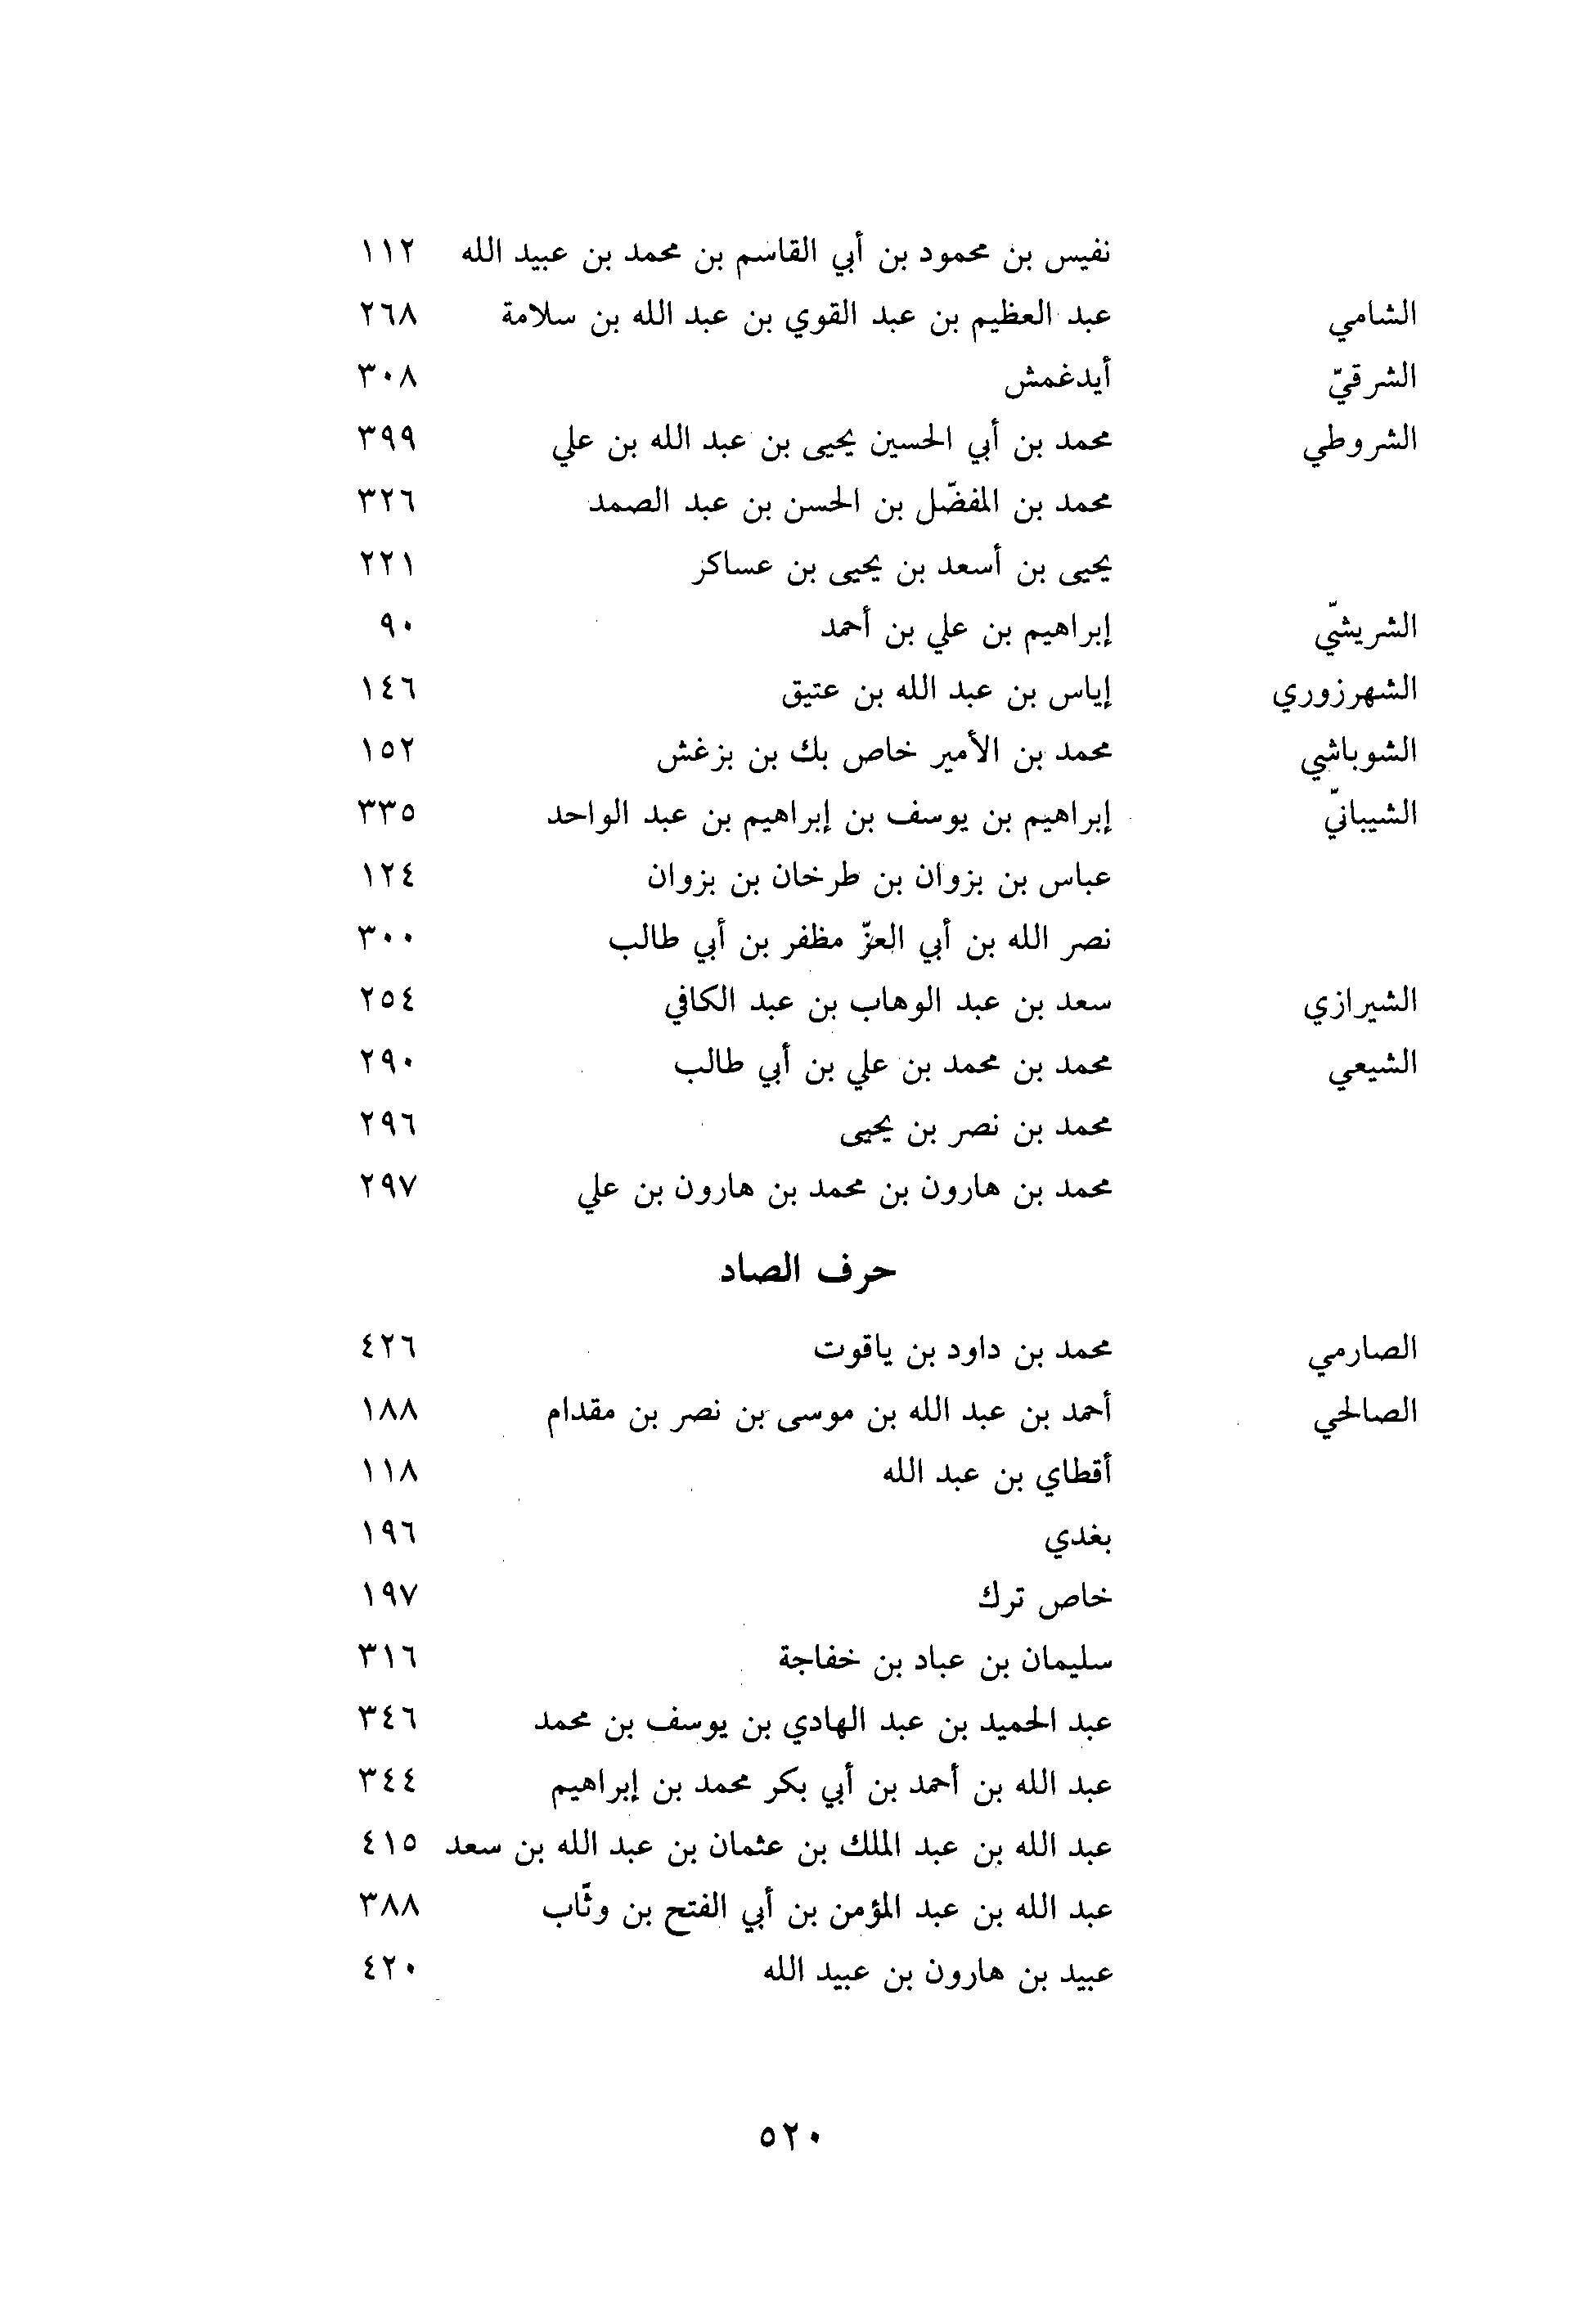 نفيس بن محمود بن أبي القاسم بن محمد بن عبيد الله ١١٢
الشامي عبد العظيم بن عبد القوي بن عبد الله بن سلامة ٢٦٨
الشرقيّ أيدغمش ٣٠٨
الشروطي محمد بن أبي الحسين يحيى بن عبد الله بن علي ٣٩٩
محمد بن المفضّل بن الحسن بن عبد الصمد ٣٢٦
يحيى بن أسعد بن يحيى بن عساكر ٢٢١
الشريشيّ إبراهيم بن علي بن أحمد ٩٠
الشهرزوري إياس بن عبد الله بن عتيق ١٤٦
الشوباشي محمد بن الأمير خاص بك بن بزغش ١٥٢
الشيبانيّ إبراهيم بن يوسف بن إبراهيم بن عبد الواحد ٣٣٥
عباس بن بزوان بن طرخان بن بزوان ١٢٤
نصر الله بن أبي العزّ مظفر بن أبي طالب ٣٠٠
الشيرازي سعد بن عبد الوهاب بن عبد الكافي ٢٥٤
الشيعي محمد بن محمد بن علي بن أبي طالب ٢٩٠
محمد بن نصر بن يحيى ٢٩٦
محمد بن هارون بن محمد بن هارون بن علي ٢٩٧
حرف الصاد
الصارمي محمد بن داود بن ياقوت ٤٢٦
الصالحي أحمد بن عبد الله بن موسى بن نصر بن مقدام ١٨٨
أقطاي بن عبد الله ١١٨
بغدي ١٩٦
خاص ترك ١٩٧
سليمان بن عباد بن خفاجة ٣١٦
عبد الحميد بن عبد الهادي بن يوسف بن محمد ٣٤٦
عبد الله بن أحمد بن أبي بكر محمد بن إبراهيم ٣٤٤
عبد الله بن عبد الملك بن عثمان بن عبد الله بن سعد ٤١٥
عبد الله بن عبد المؤمن بن أبي الفتح بن وثّاب ٣٨٨
عبيد بن هارون بن عبيد الله ٤٢٠
٥٢٠